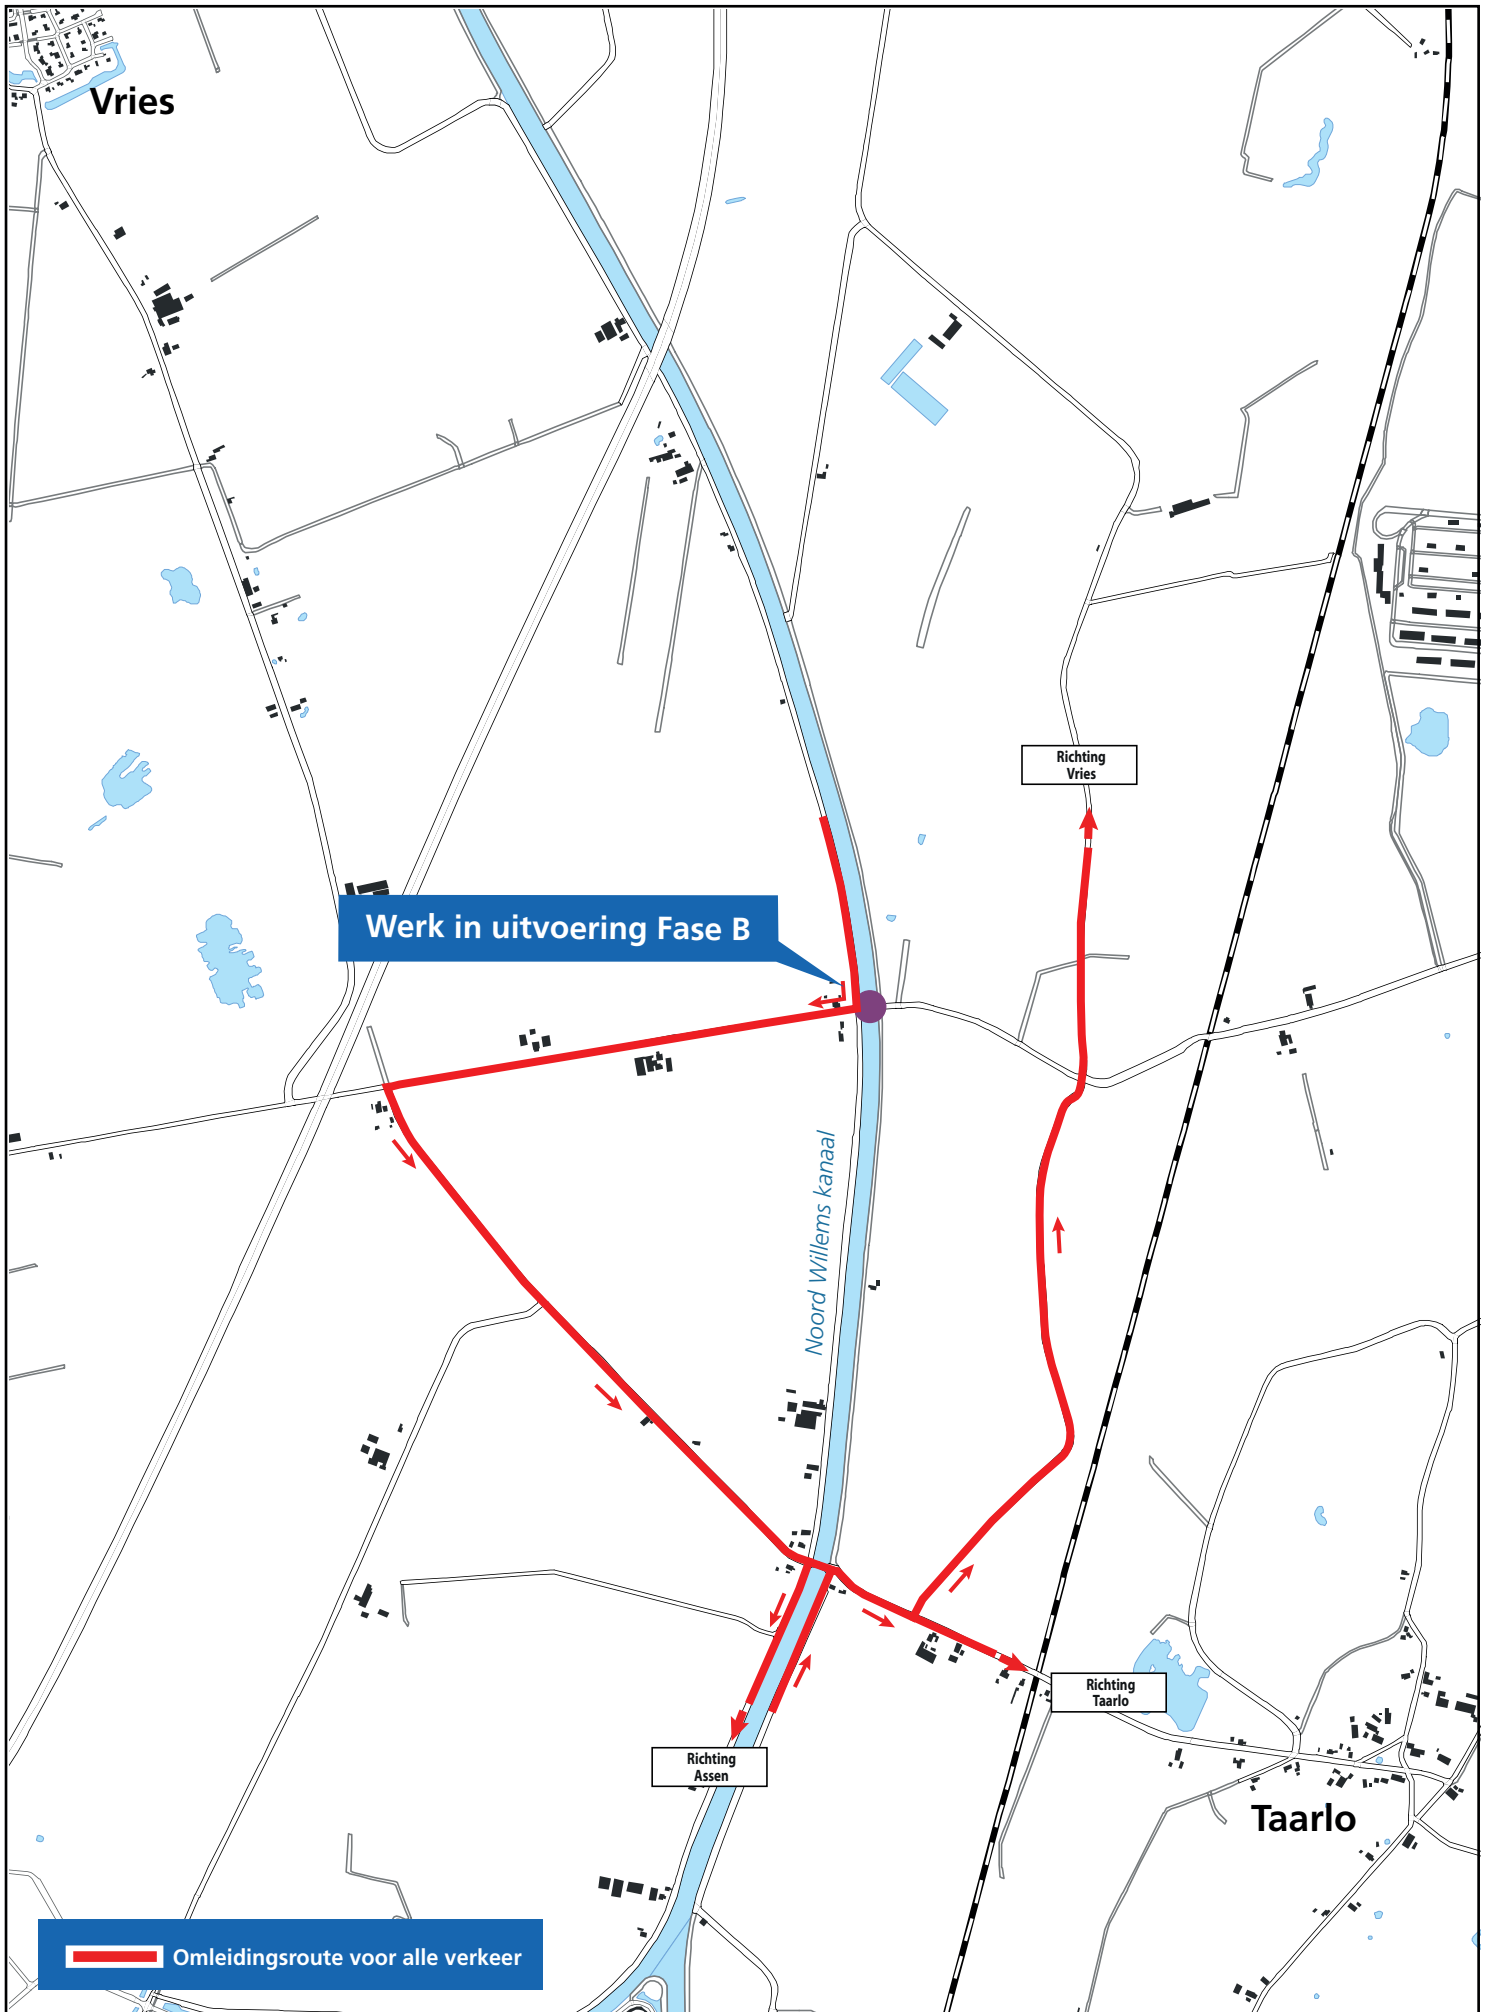 Vries
Richting
Vries
Werk in uitvoering Fase B
Noord Willems kanaal
Richting
Taarlo
Richting
Assen
Taarlo
Omleidingsroute voor alle verkeer